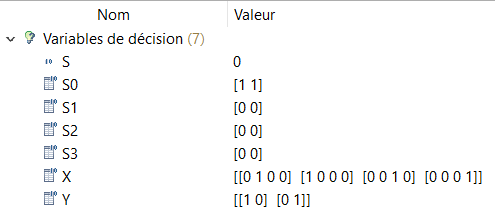 Nom Valeur
Variables de décision (7)
S 0
S0 [1 1]
S1 [0 0]
S2 [0 0]
S3 [0 0]
X [[0 1 0 0] [1 0 0 0] [0 0 1 0] [0 0 0 1]]
Y [[1 0] [0 1]]